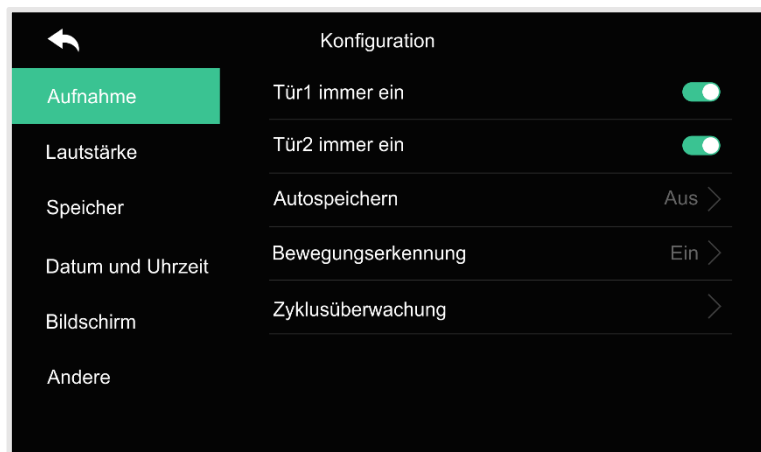 Konfiguration
Aufnahme
Lautstärke
Speicher
Datum und Uhrzeit
Bildschirm
Andere
Tür1 immer ein
Tür2 immer ein
Autospeichern Aus
Bewegungserkennung Ein
Zyklusüberwachung